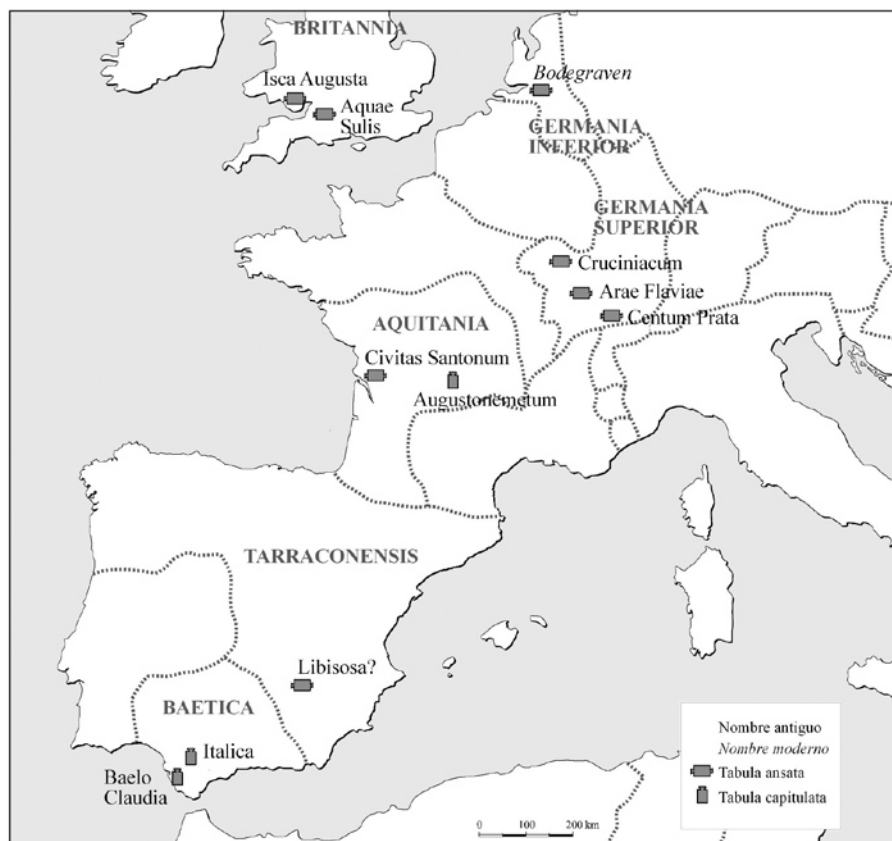 BRITANNIA
Isca Augusta
Aquae
Sulis
Bodegraven
GERMANIA
INFERIOR
GERMANIA
SUPERIOR
Cruciniacum
Arae Flaviae
Centum Prata
AQUITANIA
Civitas Santonum
Augustonemetum
TARRACONENSIS
Libisosa?
BAETICA
Italica
Baelo
Claudia
Nombre antiguo
Nombre moderno
Tabula ansata
Tabula capitulata
0 100 200 km